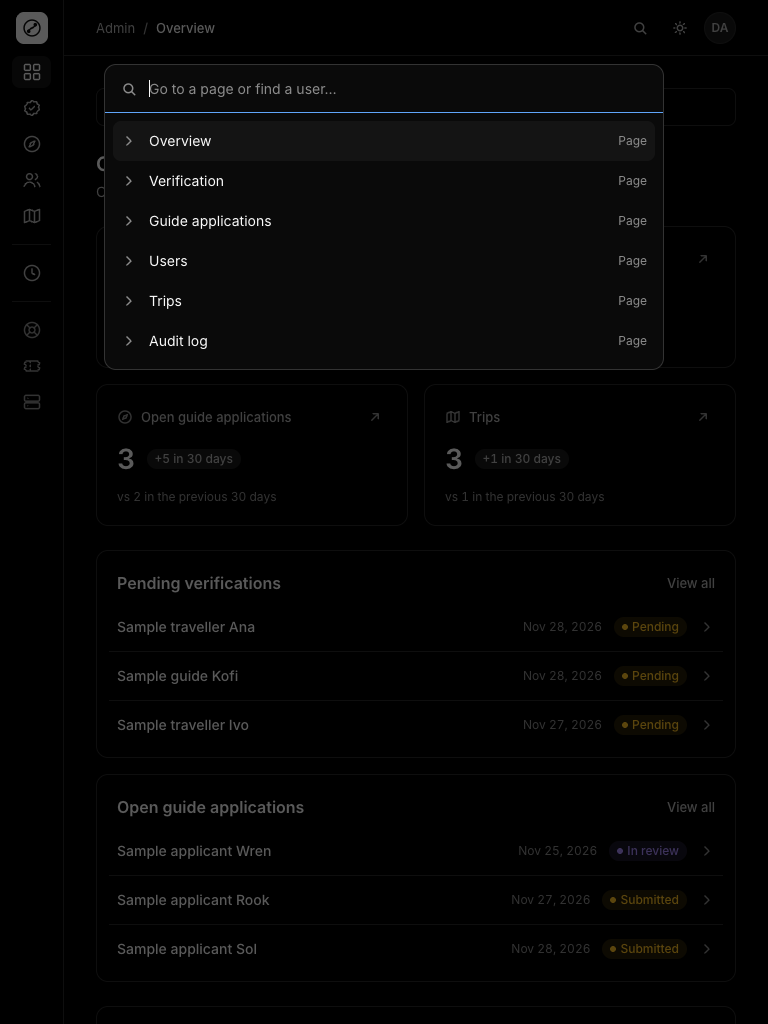 Admin / Overview
DA
Go to a page or find a user...
Overview Page
Verification Page
Guide applications Page
Users Page
Trips Page
Audit log Page
Open guide applications
3 +5 in 30 days
vs 2 in the previous 30 days
Trips
3 +1 in 30 days
vs 1 in the previous 30 days
Pending verifications View all
Sample traveller Ana Nov 28, 2026 Pending
Sample guide Kofi Nov 28, 2026 Pending
Sample traveller Ivo Nov 27, 2026 Pending
Open guide applications View all
Sample applicant Wren Nov 25, 2026 In review
Sample applicant Rook Nov 27, 2026 Submitted
Sample applicant Sol Nov 28, 2026 Submitted